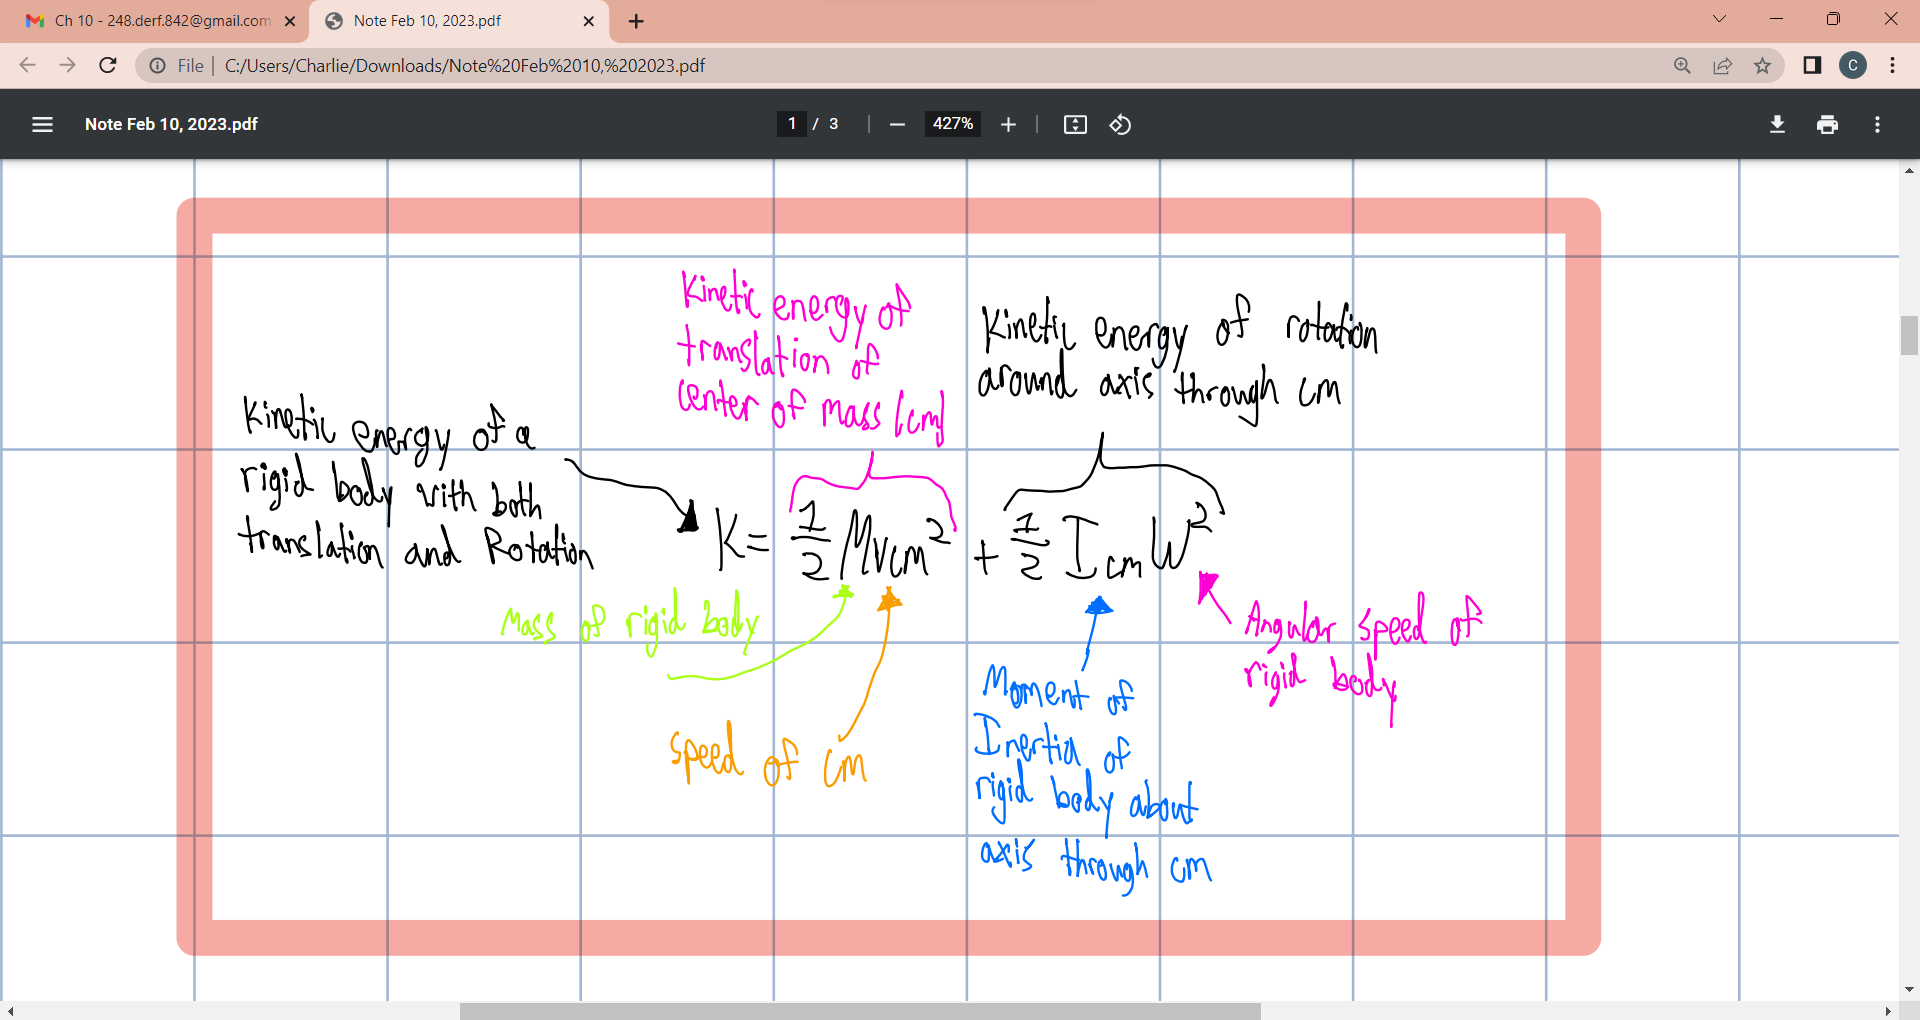 Ch 10 - 248.derf.842@gmail.com
Note Feb 10, 2023.pdf
File
C:/Users/Charlie/Downloads/Note%20Feb%2010,%202023.pdf
C
Note Feb 10, 2023.pdf
1 / 3
427%
Kinetic energy of
translation of
center of mass (cm)
Kinetic energy of rotation
around axis through cm
Kinetic energy of a
rigid body with both
translation and Rotation
K= 1/2 Mvcm² + 1/2 Icm W²
Mass of rigid body
speed of cm
Moment of
Inertia of
rigid body about
axis through cm
Angular speed of
rigid body